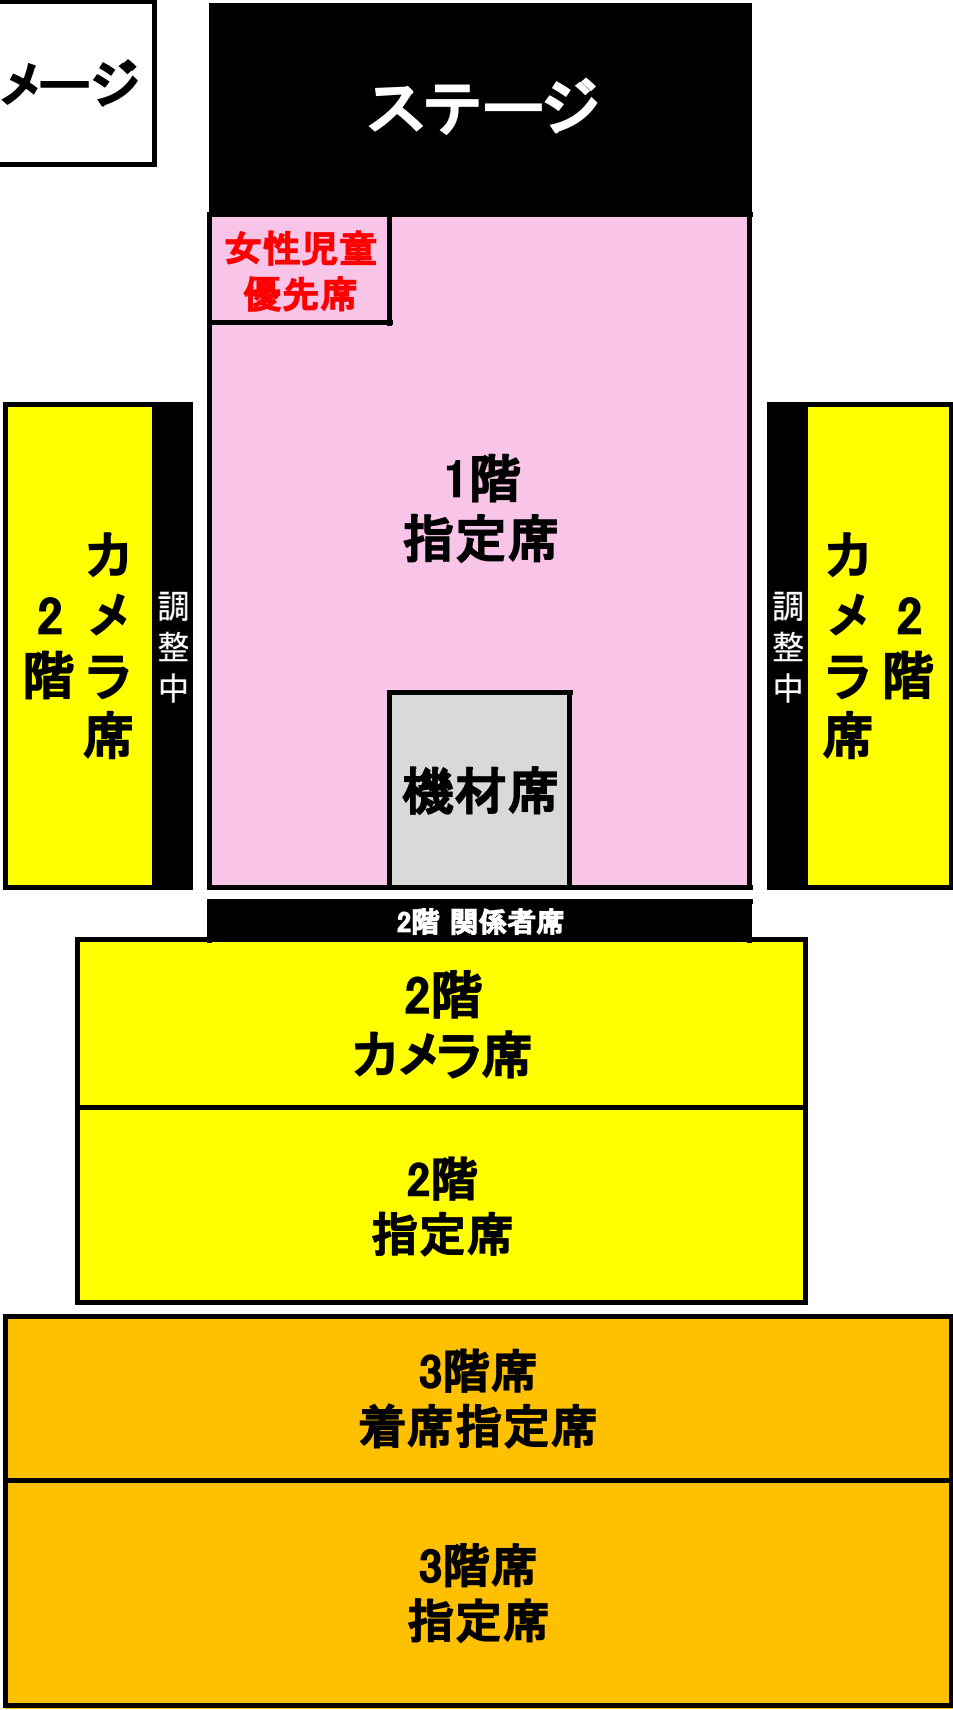 メージ
ステージ
女性児童
優先席
1階
指定席
2階
カメラ席
調整中
調整中
カメラ席
2階
機材席
2階 関係者席
2階
カメラ席
2階
指定席
3階席
着席指定席
3階席
指定席